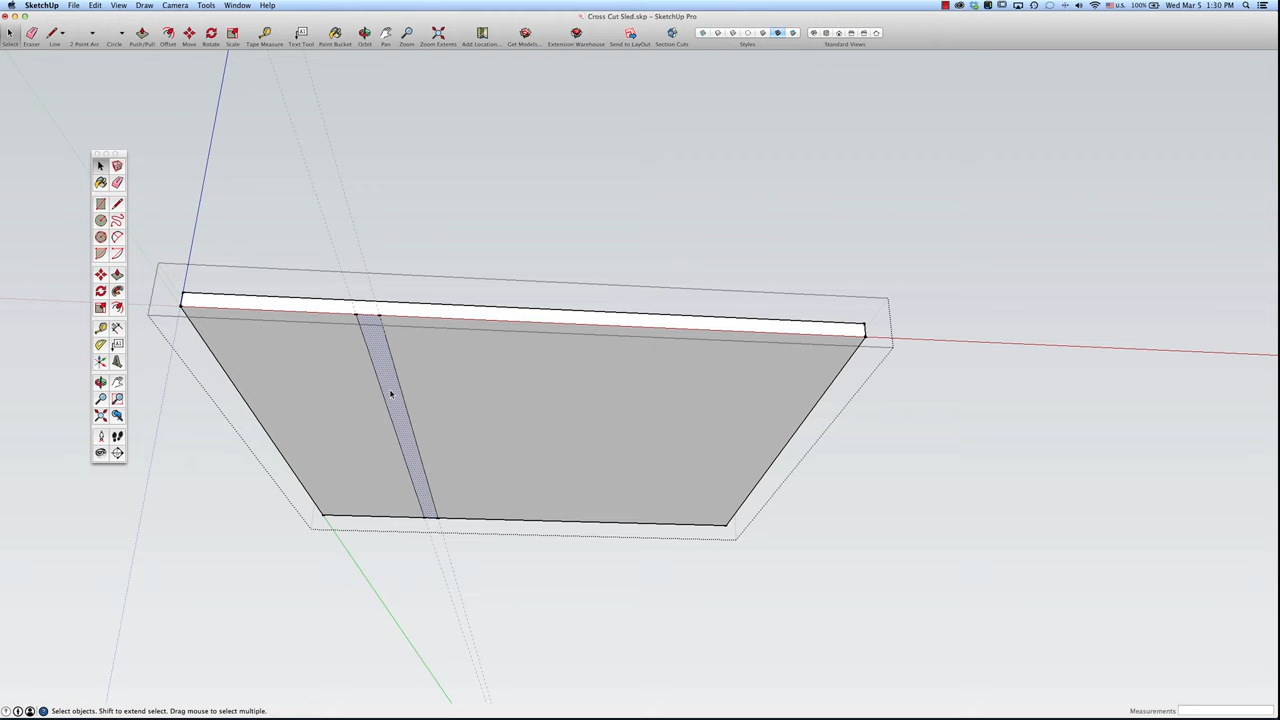 SketchUp File Edit View Draw Camera Tools Window Help
100% Wed Mar 5 1:30 PM
U.S.
Cross Cut Sled.skp – SketchUp Pro
Select Eraser Line 2 Point Arc Circle Push/Pull Offset Move Rotate Scale Tape Measure Text Tool Paint Bucket Orbit Pan Zoom Zoom Extents Add Location... Get Models... Extension Warehouse Send to LayOut Section Cuts Styles Standard Views
Select objects. Shift to extend select. Drag mouse to select multiple.
Measurements